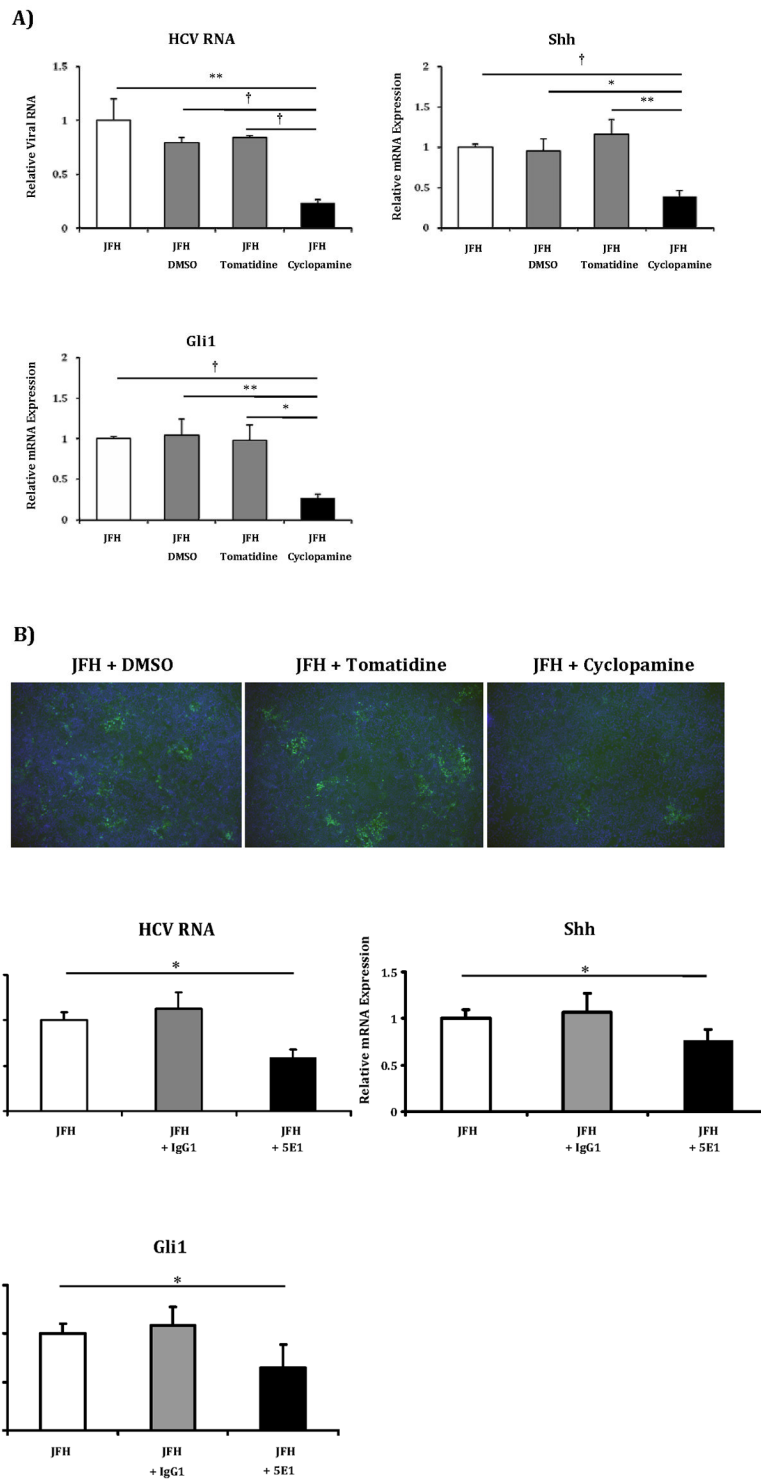 A)
HCV RNA
Relative Viral RNA
1.5
1
0.5
0
**
†
†
JFH
JFH
DMSO
JFH
Tomatidine
JFH
Cyclopamine
Shh
Relative mRNA Expression
2
1.5
1
0.5
0
†
*
**
JFH
JFH
DMSO
JFH
Tomatidine
JFH
Cyclopamine
Gli1
Relative mRNA Expression
2
1.5
1
0.5
0
†
**
*
JFH
JFH
DMSO
JFH
Tomatidine
JFH
Cyclopamine
B)
JFH + DMSO
JFH + Tomatidine
JFH + Cyclopamine
HCV RNA
*
JFH
JFH
+ IgG1
JFH
+ 5E1
Shh
Relative mRNA Expression
1.5
1
0.5
0
*
JFH
JFH
+ IgG1
JFH
+ 5E1
Gli1
*
JFH
JFH
+ IgG1
JFH
+ 5E1